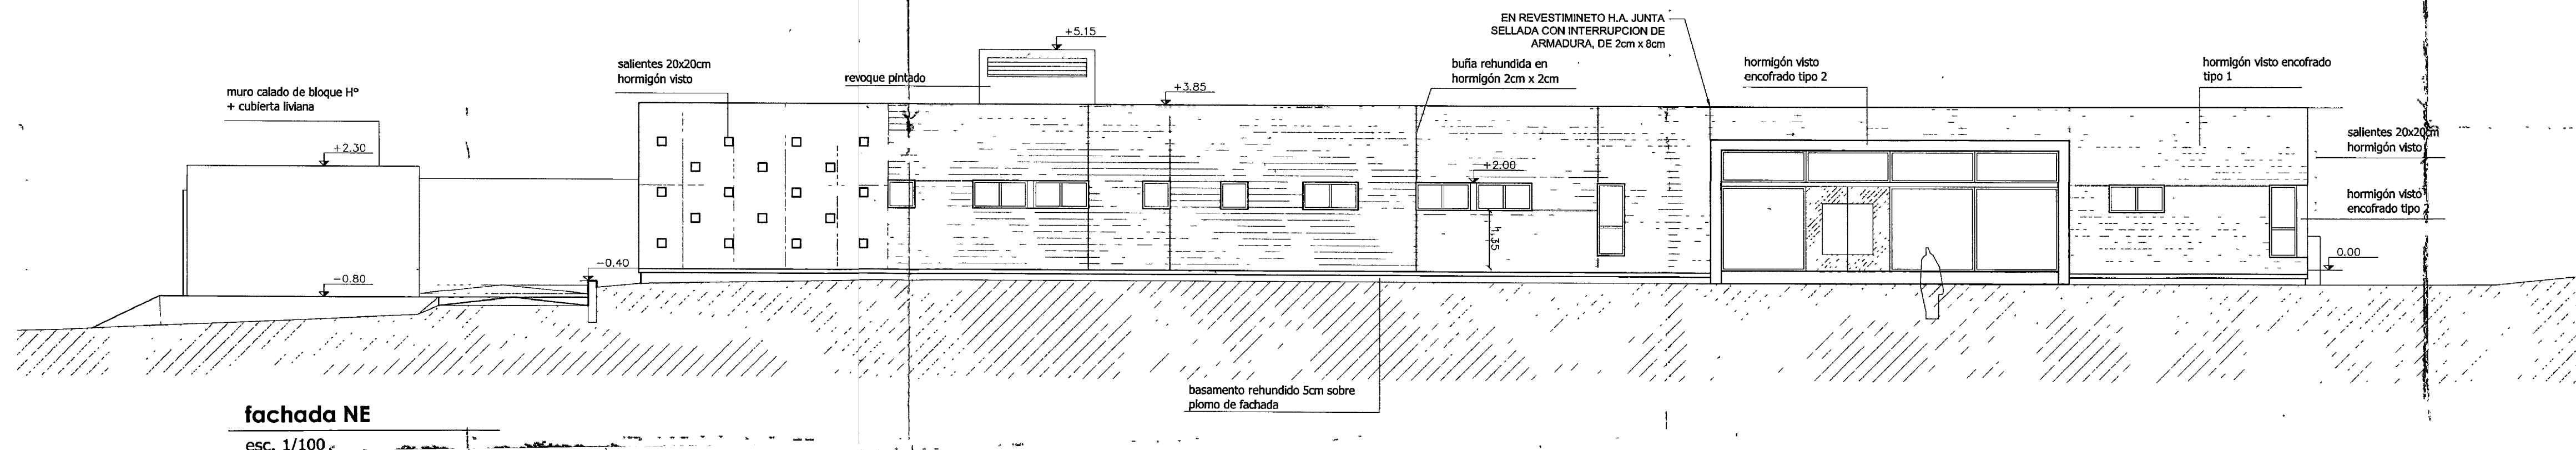 EN REVESTIMINETO H.A. JUNTA
SELLADA CON INTERRUPCION DE
ARMADURA, DE 2cm x 8cm
+5.15
salientes 20x20cm
hormigón visto
revoque pintado
buña rehundida en
hormigón 2cm x 2cm
hormigón visto
encofrado tipo 2
hormigón visto encofrado
tipo 1
muro calado de bloque Hº
+ cubierta liviana
+3.85
+2.30
+2.00
salientes 20x20cm
hormigón visto
hormigón visto
encofrado tipo 2
-0.40
-0.80
0.00
basamento rehundido 5cm sobre
plomo de fachada
fachada NE
esc. 1/100